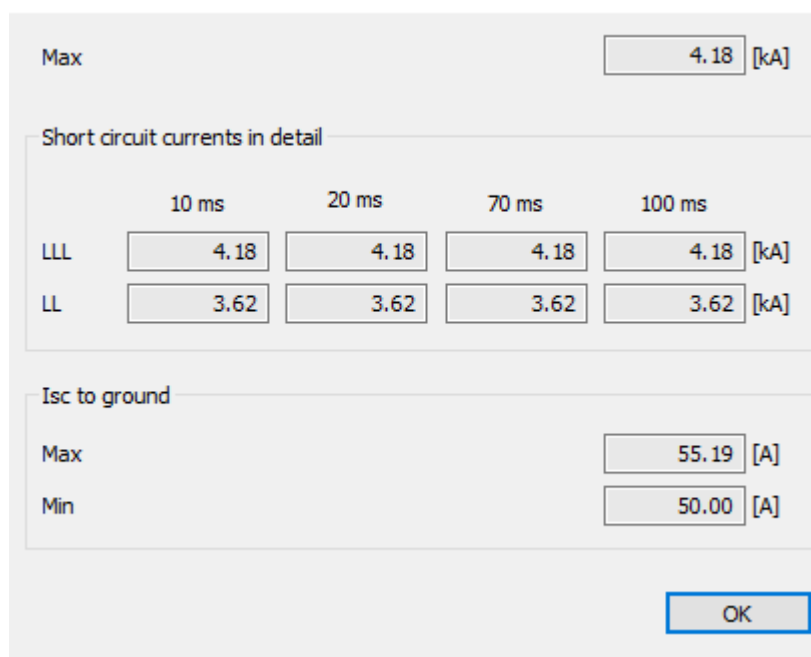 Max 4.18 [kA]
Short circuit currents in detail
10 ms 20 ms 70 ms 100 ms
LLL 4.18 4.18 4.18 4.18 [kA]
LL 3.62 3.62 3.62 3.62 [kA]
Isc to ground
Max 55.19 [A]
Min 50.00 [A]
OK